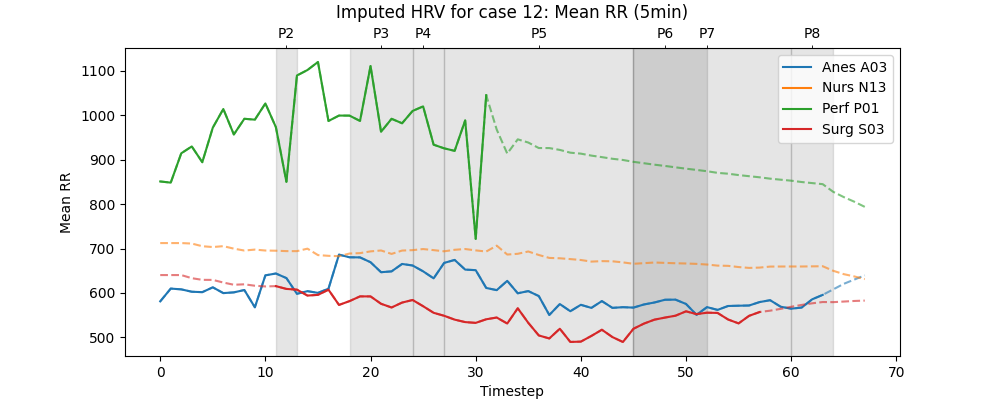 Imputed HRV for case 12: Mean RR (5min)
P2 P3 P4 P5 P6 P7 P8
1100
1000
900
800
700
600
500
Mean RR
Anes A03
Nurs N13
Perf P01
Surg S03
0 10 20 30 40 50 60 70
Timestep